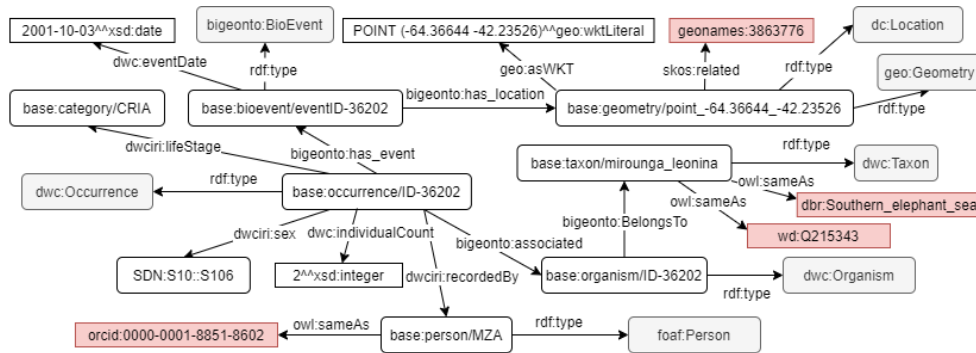 2001-10-03^^xsd:date
bigeonto:BioEvent
POINT (-64.36644 -42.23526)^^geo:wktLiteral
geonames:3863776
dc:Location
dwc:eventDate
rdf:type
geo:asWKT
skos:related
rdf:type
geo:Geometry
base:category/CRIA
base:bioevent/eventID-36202
bigeonto:has_location
base:geometry/point_-64.36644_-42.23526
rdf:type
dwciri:lifeStage
bigeonto:has_event
rdf:type
base:taxon/mirounga_leonina
dwc:Taxon
dwc:Occurrence
rdf:type
base:occurrence/ID-36202
owl:sameAs
owl:sameAs
dbr:Southern_elephant_sea
dwciri:sex
dwc:individualCount
bigeonto:associated
bigeonto:BelongsTo
wd:Q215343
SDN:S10::S106
2^^xsd:integer
dwciri:recordedBy
base:organism/ID-36202
dwc:Organism
rdf:type
orcid:0000-0001-8851-8602
owl:sameAs
base:person/MZA
rdf:type
foaf:Person